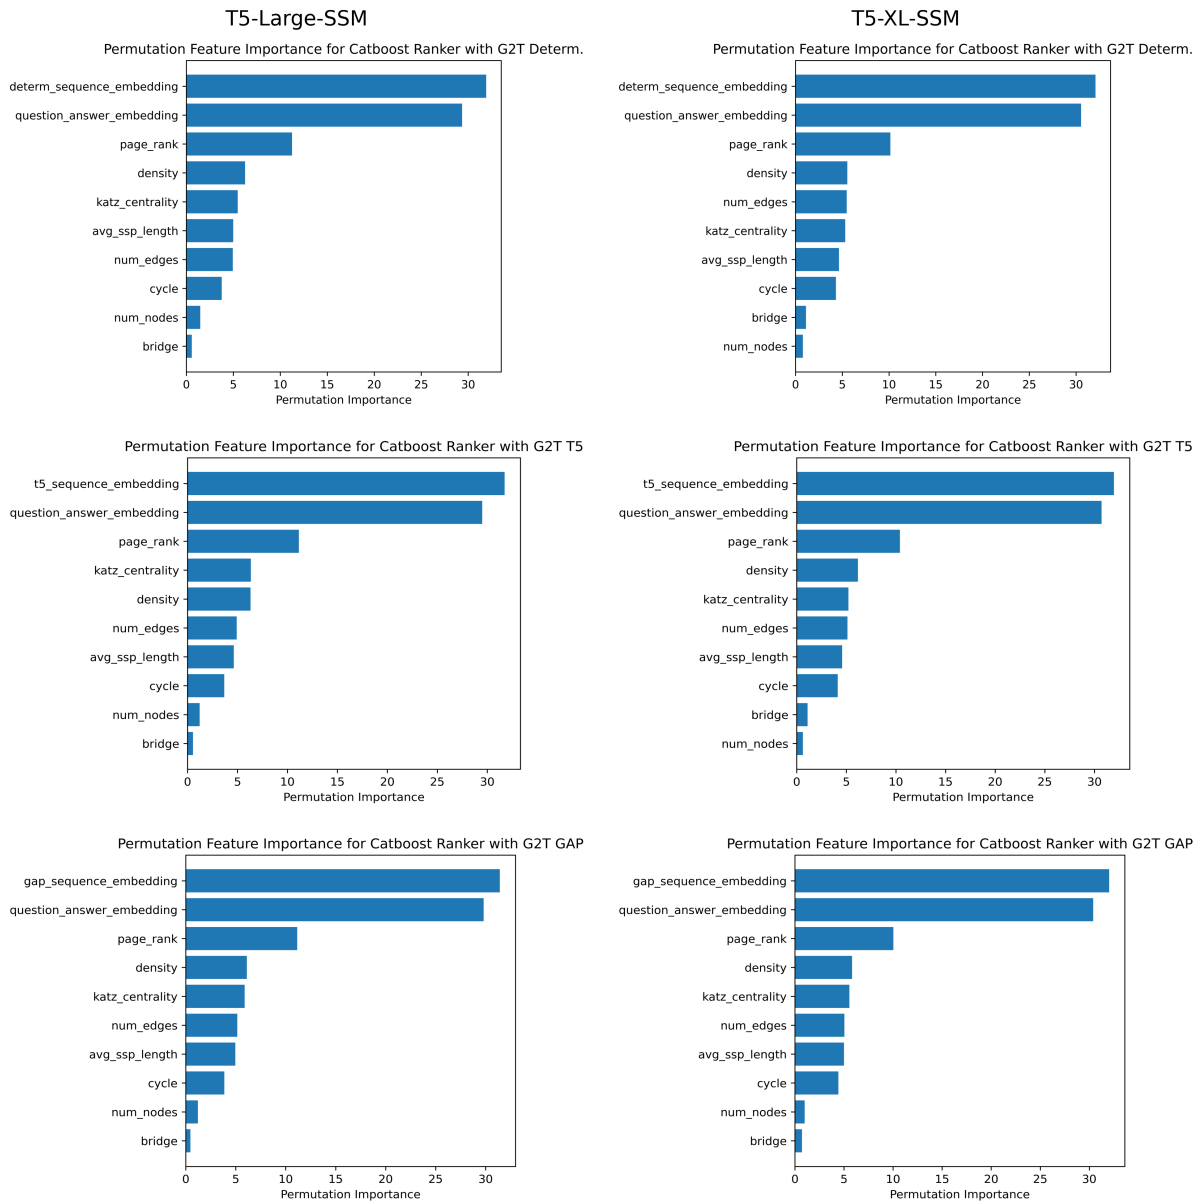 T5-Large-SSM
T5-XL-SSM
Permutation Feature Importance for Catboost Ranker with G2T Determ.
determ_sequence_embedding
question_answer_embedding
page_rank
density
katz_centrality
avg_ssp_length
num_edges
cycle
num_nodes
bridge
0 5 10 15 20 25 30
Permutation Importance
Permutation Feature Importance for Catboost Ranker with G2T Determ.
determ_sequence_embedding
question_answer_embedding
page_rank
density
num_edges
katz_centrality
avg_ssp_length
cycle
bridge
num_nodes
0 5 10 15 20 25 30
Permutation Importance
Permutation Feature Importance for Catboost Ranker with G2T T5
t5_sequence_embedding
question_answer_embedding
page_rank
katz_centrality
density
num_edges
avg_ssp_length
cycle
num_nodes
bridge
0 5 10 15 20 25 30
Permutation Importance
Permutation Feature Importance for Catboost Ranker with G2T T5
t5_sequence_embedding
question_answer_embedding
page_rank
density
katz_centrality
num_edges
avg_ssp_length
cycle
bridge
num_nodes
0 5 10 15 20 25 30
Permutation Importance
Permutation Feature Importance for Catboost Ranker with G2T GAP
gap_sequence_embedding
question_answer_embedding
page_rank
density
katz_centrality
num_edges
avg_ssp_length
cycle
num_nodes
bridge
0 5 10 15 20 25 30
Permutation Importance
Permutation Feature Importance for Catboost Ranker with G2T GAP
gap_sequence_embedding
question_answer_embedding
page_rank
density
katz_centrality
num_edges
avg_ssp_length
cycle
num_nodes
bridge
0 5 10 15 20 25 30
Permutation Importance